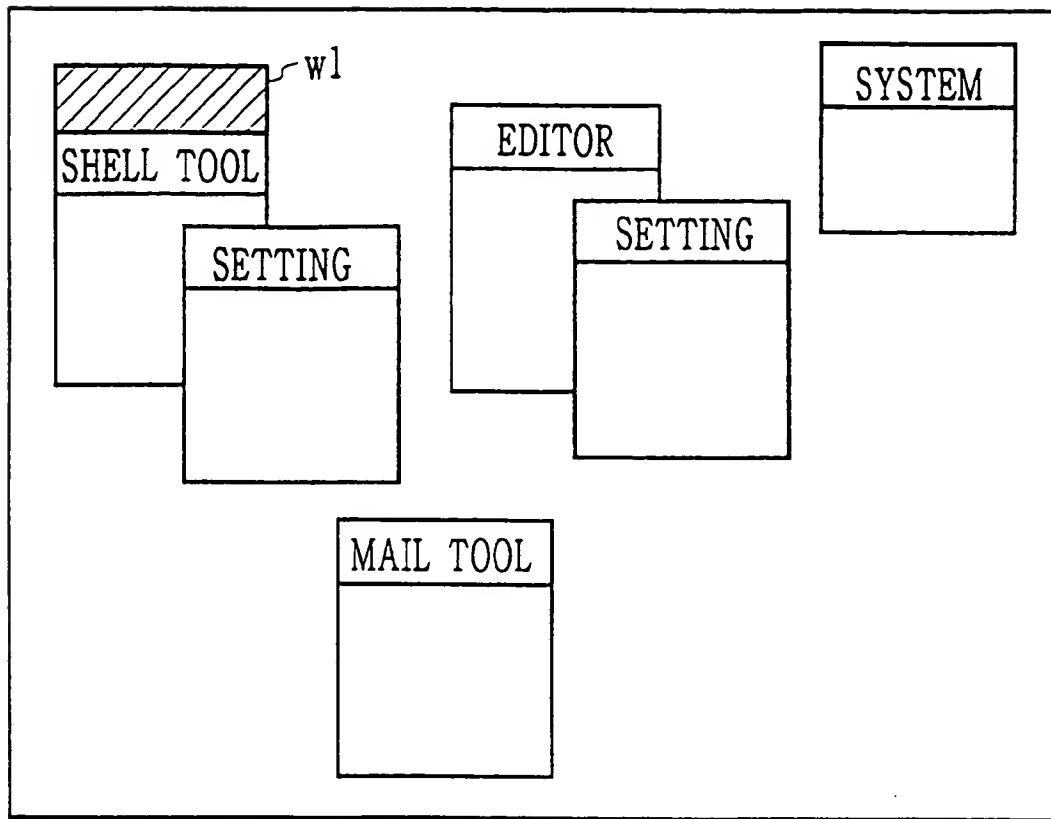 w1
SHELL TOOL
SETTING
EDITOR
SETTING
SYSTEM
MAIL TOOL